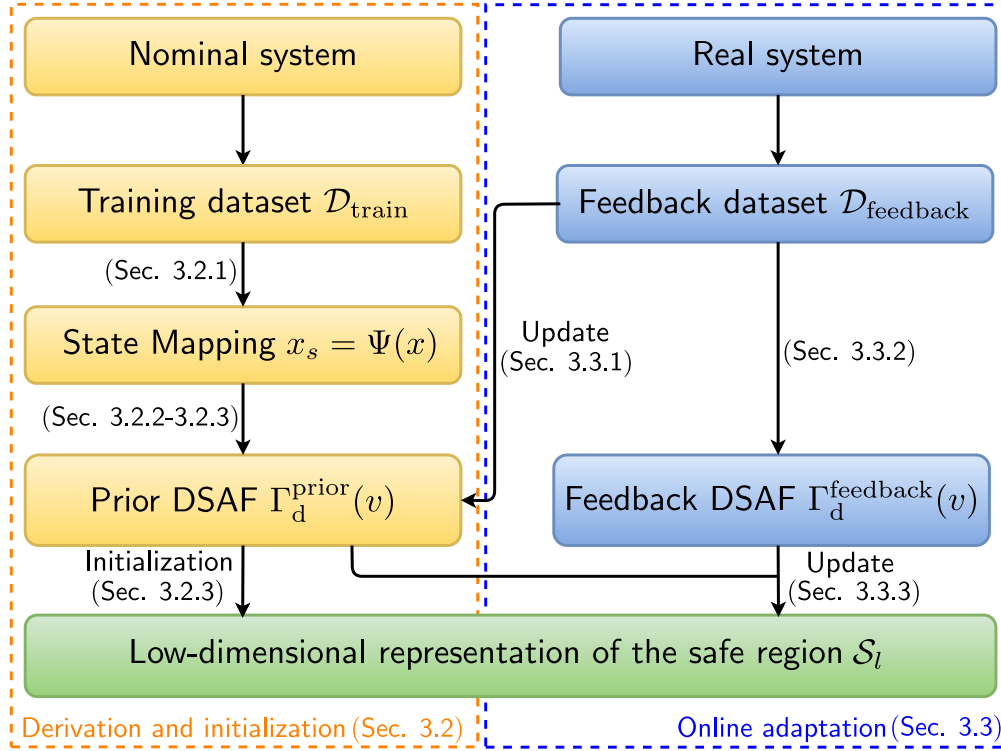 Nominal system
Real system
Training dataset $\mathcal{D}_{\text{train}}$
Feedback dataset $\mathcal{D}_{\text{feedback}}$
(Sec. 3.2.1)
State Mapping $x_s = \Psi(x)$
Update
(Sec. 3.3.1)
(Sec. 3.3.2)
(Sec. 3.2.2-3.2.3)
Prior DSAF $\Gamma_{\text{d}}^{\text{prior}}(v)$
Feedback DSAF $\Gamma_{\text{d}}^{\text{feedback}}(v)$
Initialization
(Sec. 3.2.3)
Update
(Sec. 3.3.3)
Low-dimensional representation of the safe region $\mathcal{S}_l$
Derivation and initialization (Sec. 3.2)
Online adaptation (Sec. 3.3)